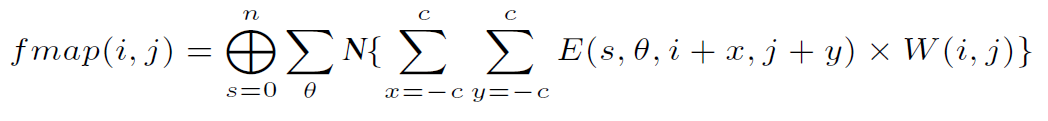 fmap(i, j) = ⊕_{s=0}^{n} ∑_{θ} N{ ∑_{x=−c}^{c} ∑_{y=−c}^{c} E(s, θ, i + x, j + y) × W(i, j)}